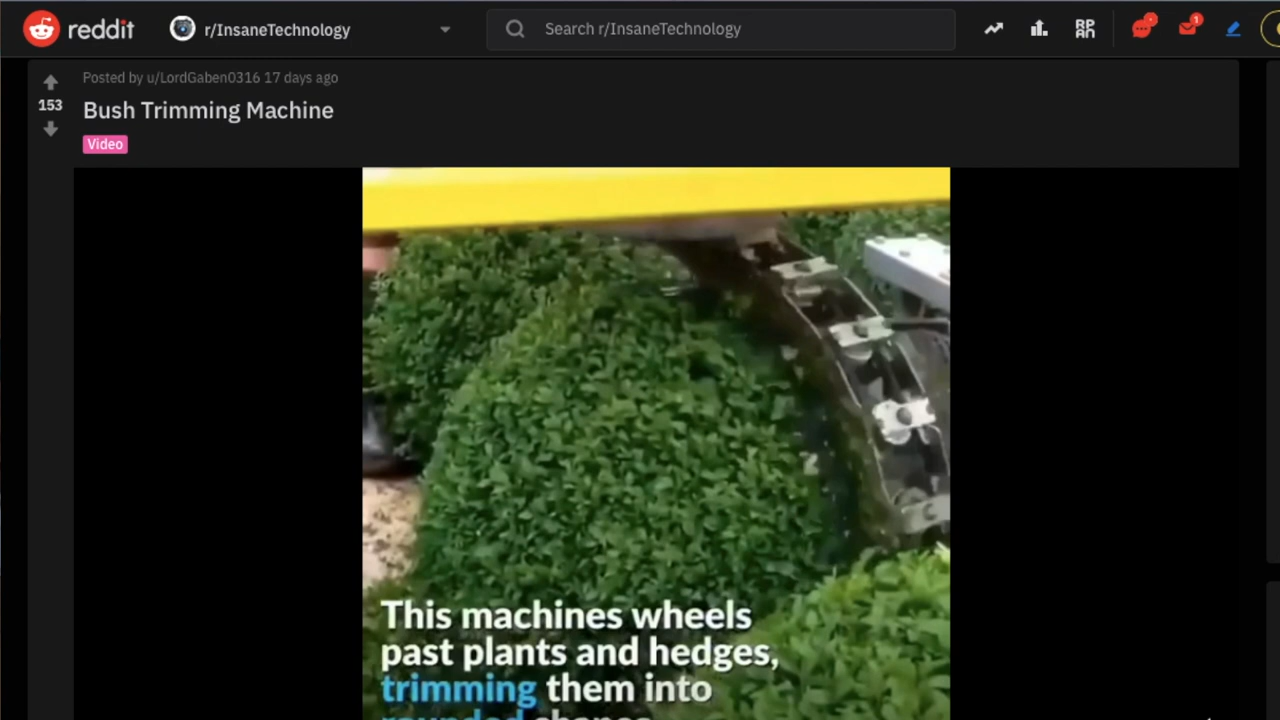 reddit
r/InsaneTechnology
Search r/InsaneTechnology
1
Posted by u/LordGaben0316 17 days ago
153
Bush Trimming Machine
Video
This machines wheels
past plants and hedges,
trimming them into